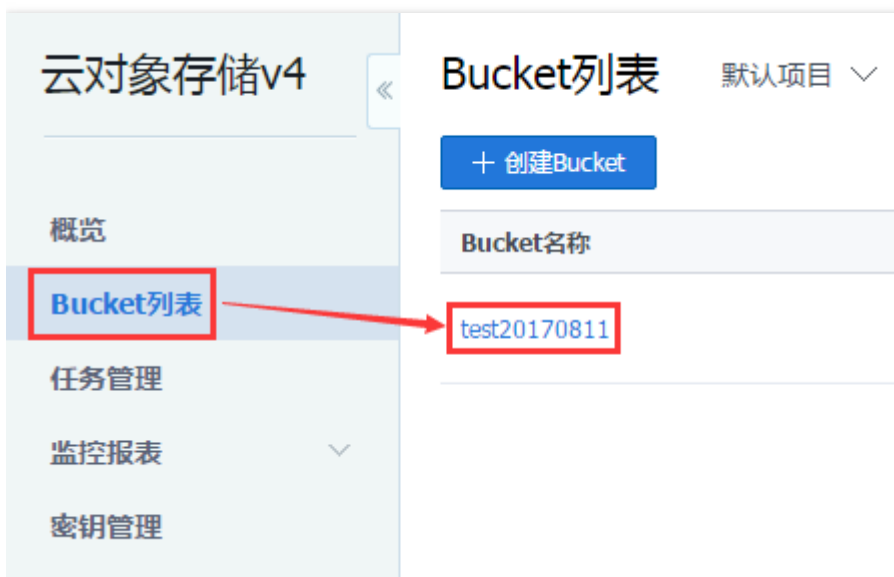 云对象存储v4
概览
Bucket列表
任务管理
监控报表
密钥管理
Bucket列表 默认项目
+ 创建Bucket
Bucket名称
test20170811